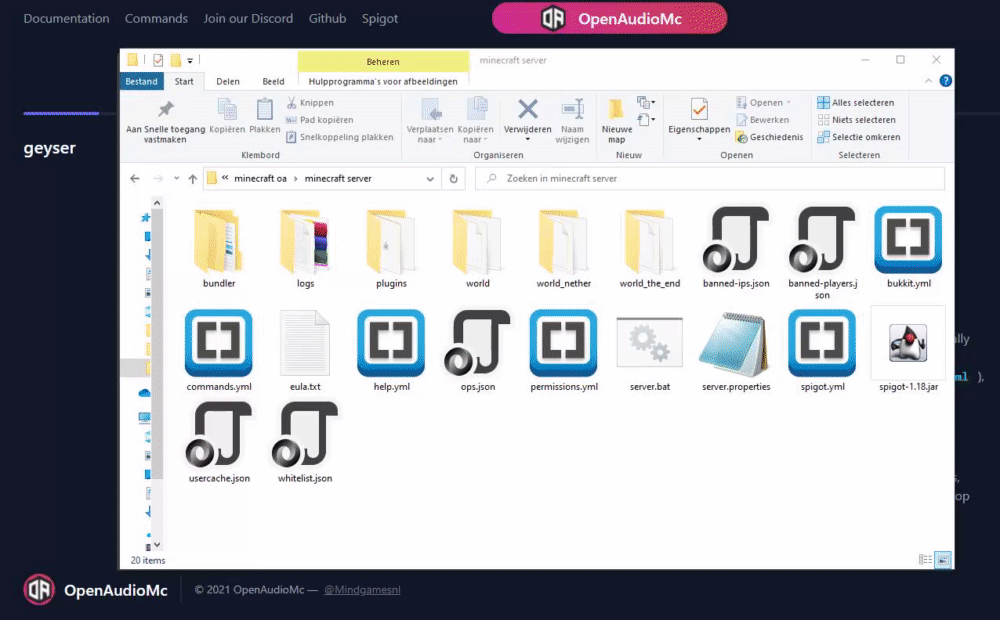 Documentation Commands Join our Discord Github Spigot
OpenAudioMc
Beheren
minecraft server
Bestand Start Delen Beeld Hulpprogramma's voor afbeeldingen
Aan Snelle toegang
vastmaken
Kopiëren
Plakken
Knippen
Pad kopiëren
Snelkoppeling plakken
Klembord
Verplaatsen
naar
Kopiëren
naar
Verwijderen
Naam
wijzigen
Organiseren
Nieuwe
map
Nieuw
Eigenschappen
Openen
Bewerken
Geschiedenis
Openen
Alles selecteren
Niets selecteren
Selectie omkeren
Selecteren
geyser
« minecraft oa › minecraft server
Zoeken in minecraft server
bundler logs plugins world world_nether world_the_end banned-ips.json banned-players.j
son
bukkit.yml
ally
ml ),
commands.yml eula.txt help.yml ops.json permissions.yml server.bat server.properties spigot.yml spigot-1.18.jar
usercache.json whitelist.json
s,
op
20 items
OpenAudioMc © 2021 OpenAudioMc — @Mindgamesnl